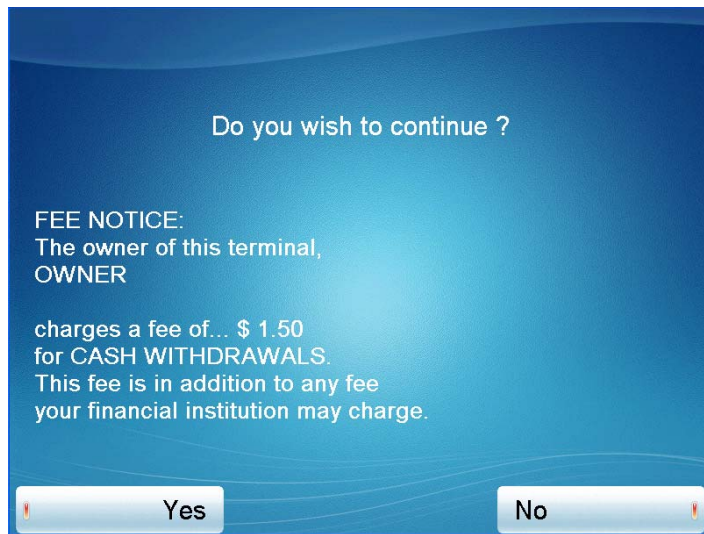 Do you wish to continue ?
FEE NOTICE:
The owner of this terminal,
OWNER
charges a fee of... $ 1.50
for CASH WITHDRAWALS.
This fee is in addition to any fee
your financial institution may charge.
Yes
No